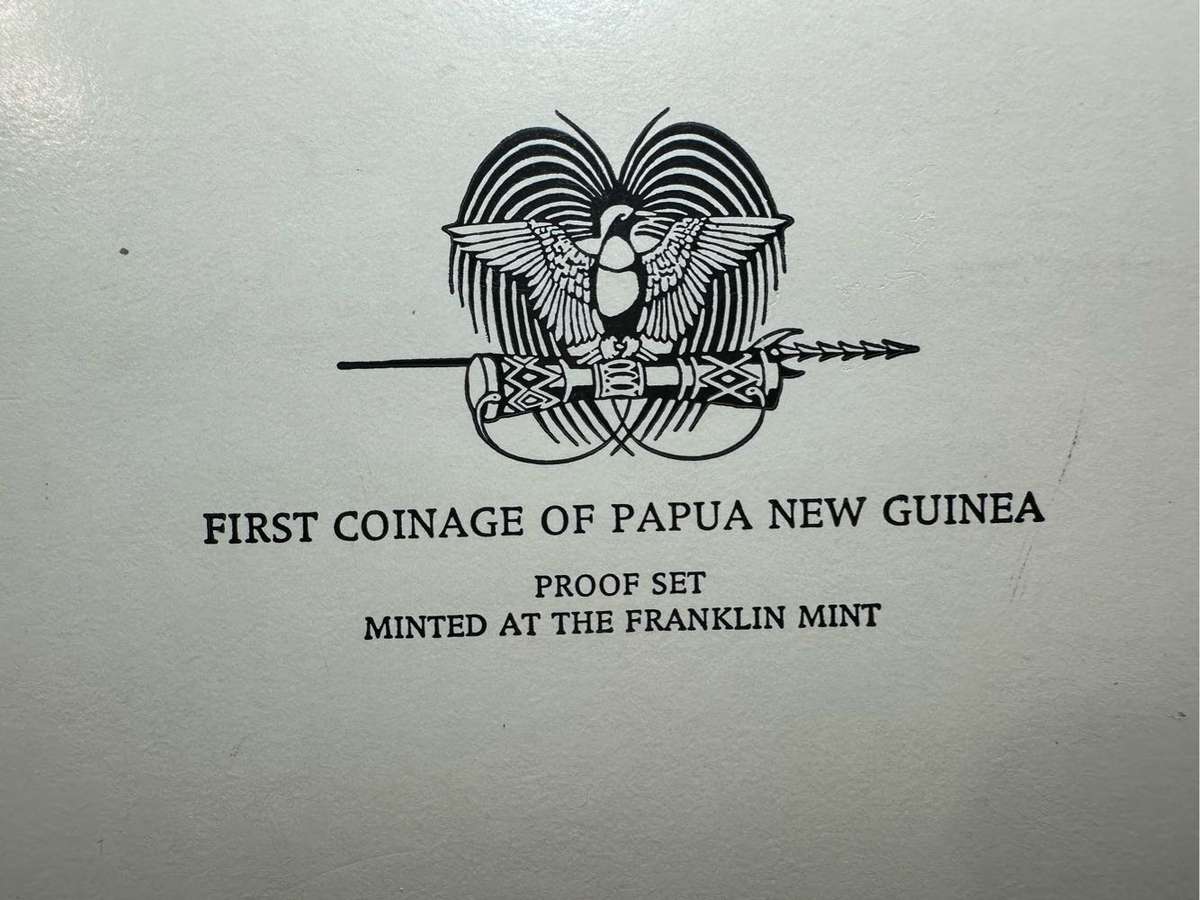 FIRST COINAGE OF PAPUA NEW GUINEA
PROOF SET
MINTED AT THE FRANKLIN MINT